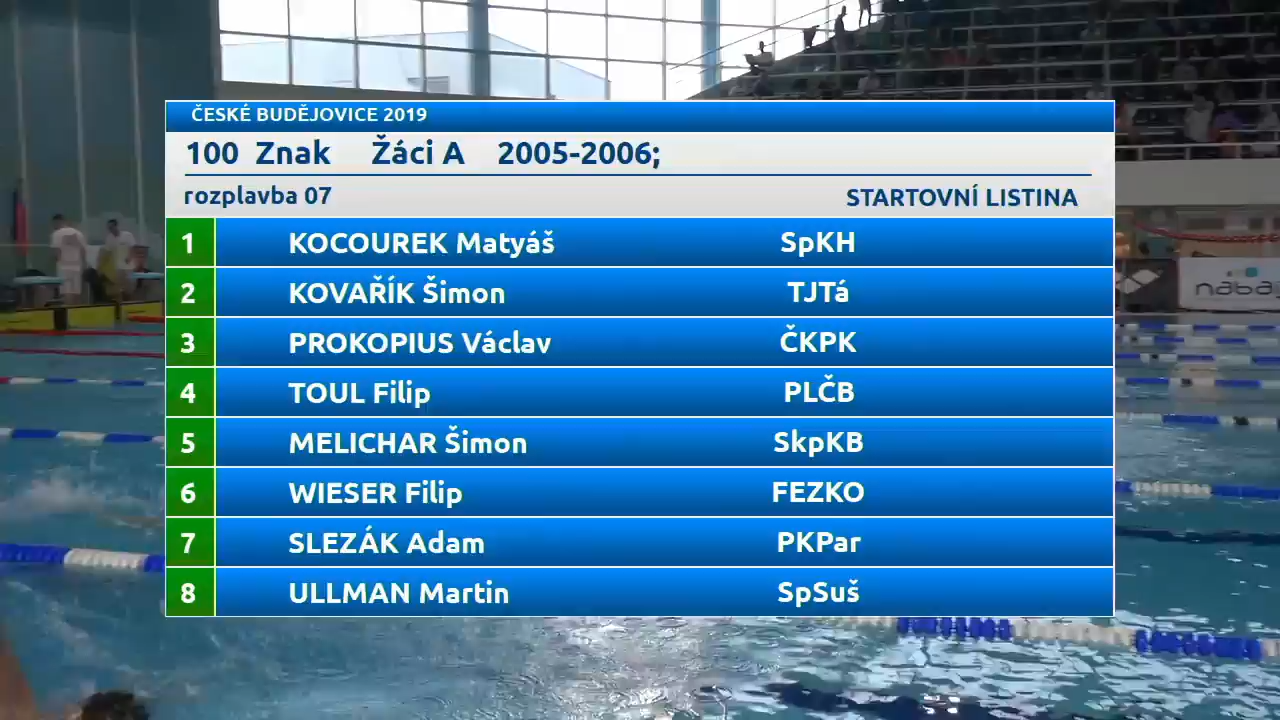 ČESKÉ BUDĚJOVICE 2019
100 Znak Žáci A 2005-2006;
rozplavba 07 STARTOVNÍ LISTINA
1 KOCOUREK Matyáš SpKH
2 KOVAŘÍK Šimon TJTá
3 PROKOPIUS Václav ČKPK
4 TOUL Filip PLČB
5 MELICHAR Šimon SkpKB
6 WIESER Filip FEZKO
7 SLEZÁK Adam PKPar
8 ULLMAN Martin SpSuš